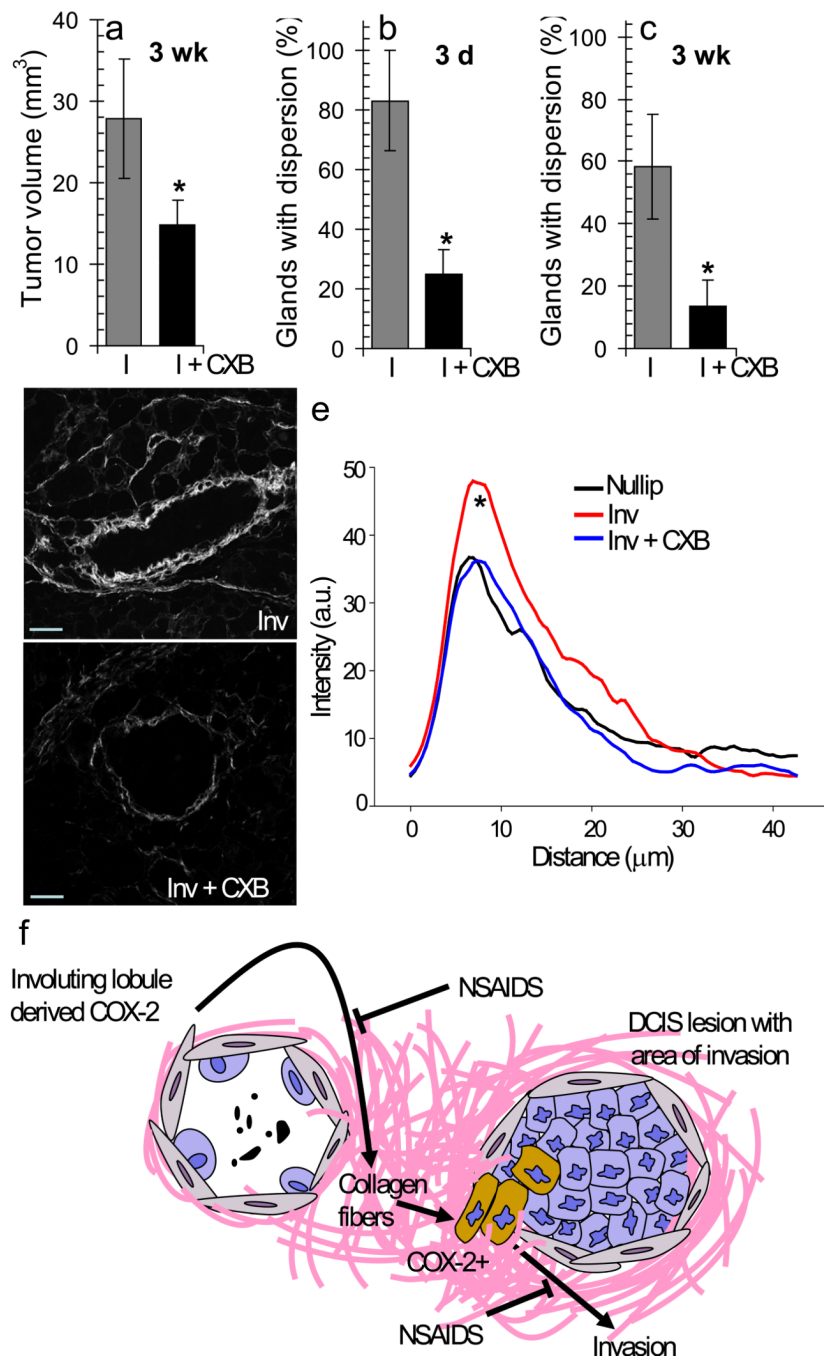 a
3 wk
Tumor volume (mm³)
40
30
20
10
0
*
I
I + CXB
b
3 d
Glands with dispersion (%)
100
80
60
40
20
0
*
I
I + CXB
c
3 wk
Glands with dispersion (%)
100
80
60
40
20
0
*
I
I + CXB
Inv
Inv + CXB
e
50
40
30
20
10
0
Intensity (a.u.)
*
Nullip
Inv
Inv + CXB
0
10
20
30
40
Distance (μm)
f
Involuting lobule
derived COX-2
NSAIDS
DCIS lesion with
area of invasion
Collagen
fibers
COX-2+
NSAIDS
Invasion